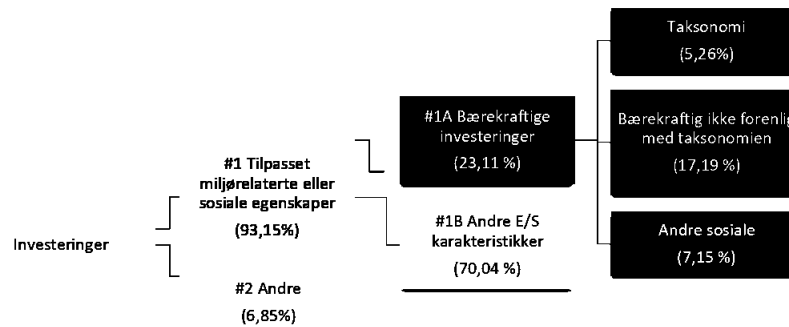 Investeringer
#1 Tilpasset
miljørelaterte eller
sosiale egenskaper
(93,15%)
#2 Andre
(6,85%)
#1A Bærekraftige
investeringer
(23,11 %)
#1B Andre E/S
karakteristikker
(70,04 %)
Taksonomi
(5,26%)
Bærekraftig ikke forenlig
med taksonomien
(17,19 %)
Andre sosiale
(7,15 %)